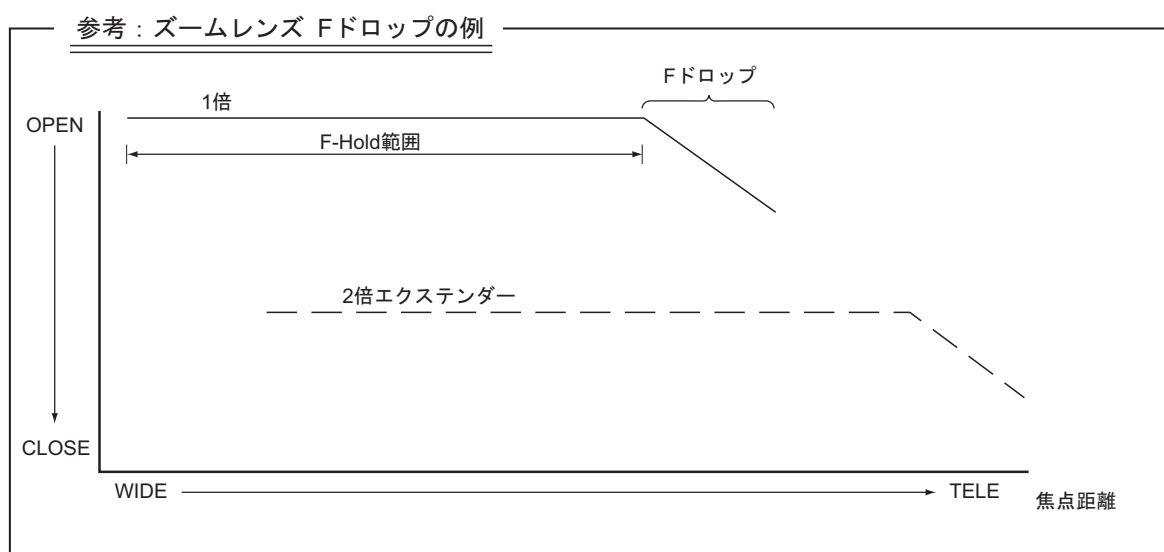 参考：ズームレンズ Fドロップの例
Fドロップ
1倍
OPEN
F-Hold範囲
2倍エクステンダー
CLOSE
WIDE
TELE
焦点距離